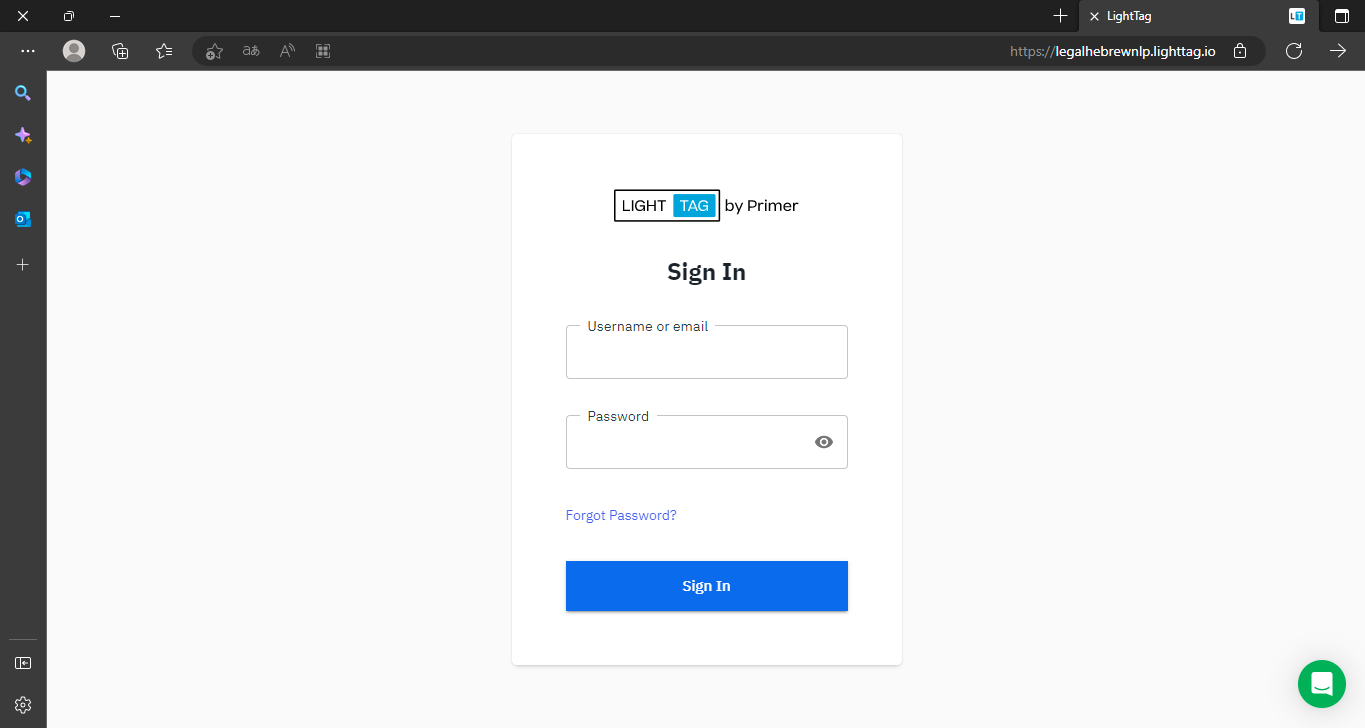 LightTag
https://legalhebrewnlp.lighttag.io
LIGHT TAG by Primer
Sign In
Username or email
Password
Forgot Password?
Sign In